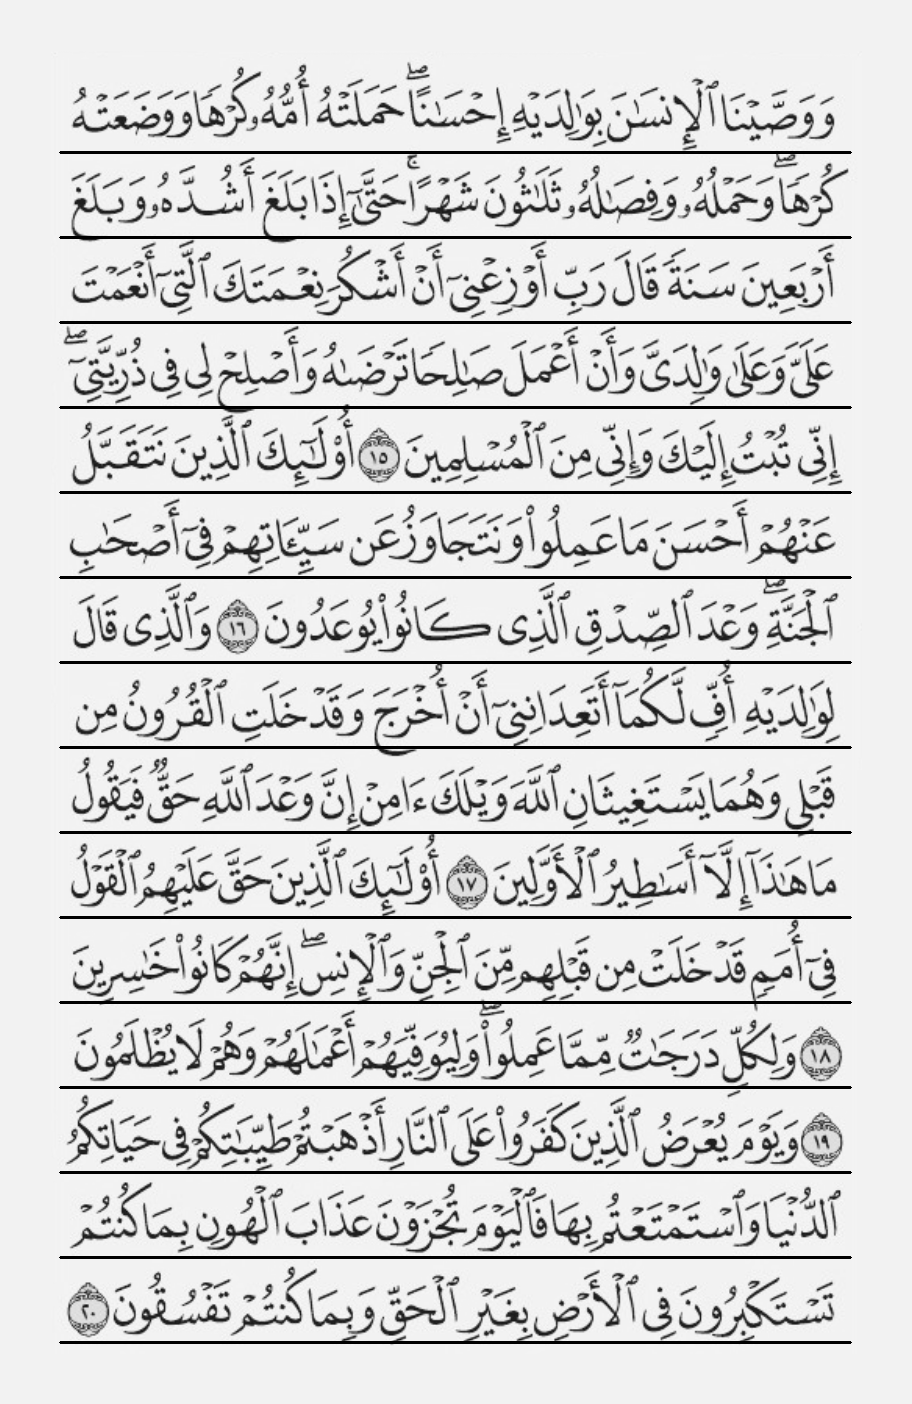 وَوَصَّيْنَا ٱلْإِنسَٰنَ بِوَٰلِدَيْهِ إِحْسَٰنًا ۖ حَمَلَتْهُ أُمُّهُۥ كُرْهًا وَوَضَعَتْهُ
كُرْهًا ۖ وَحَمْلُهُۥ وَفِصَٰلُهُۥ ثَلَٰثُونَ شَهْرًا ۚ حَتَّىٰٓ إِذَا بَلَغَ أَشُدَّهُۥ وَبَلَغَ
أَرْبَعِينَ سَنَةً قَالَ رَبِّ أَوْزِعْنِىٓ أَنْ أَشْكُرَ نِعْمَتَكَ ٱلَّتِىٓ أَنْعَمْتَ
عَلَىَّ وَعَلَىٰ وَٰلِدَىَّ وَأَنْ أَعْمَلَ صَٰلِحًا تَرْضَىٰهُ وَأَصْلِحْ لِى فِى ذُرِّيَّتِىٓ ۖ
إِنِّى تُبْتُ إِلَيْكَ وَإِنِّى مِنَ ٱلْمُسْلِمِينَ ١٥ أُو۟لَٰٓئِكَ ٱلَّذِينَ نَتَقَبَّلُ
عَنْهُمْ أَحْسَنَ مَا عَمِلُوا۟ وَنَتَجَاوَزُ عَن سَيِّـَٔاتِهِمْ فِىٓ أَصْحَٰبِ
ٱلْجَنَّةِ ۖ وَعْدَ ٱلصِّدْقِ ٱلَّذِى كَانُوا۟ يُوعَدُونَ ١٦ وَٱلَّذِى قَالَ
لِوَٰلِدَيْهِ أُفٍّ لَّكُمَآ أَتَعِدَانِنِىٓ أَنْ أُخْرَجَ وَقَدْ خَلَتِ ٱلْقُرُونُ مِن
قَبْلِى وَهُمَا يَسْتَغِيثَانِ ٱللَّهَ وَيْلَكَ ءَامِنْ إِنَّ وَعْدَ ٱللَّهِ حَقٌّ فَيَقُولُ
مَا هَٰذَآ إِلَّآ أَسَٰطِيرُ ٱلْأَوَّلِينَ ١٧ أُو۟لَٰٓئِكَ ٱلَّذِينَ حَقَّ عَلَيْهِمُ ٱلْقَوْلُ
فِىٓ أُمَمٍ قَدْ خَلَتْ مِن قَبْلِهِم مِّنَ ٱلْجِنِّ وَٱلْإِنسِ ۖ إِنَّهُمْ كَانُوا۟ خَٰسِرِينَ
١٨ وَلِكُلٍّ دَرَجَٰتٌ مِّمَّا عَمِلُوا۟ ۖ وَلِيُوَفِّيَهُمْ أَعْمَٰلَهُمْ وَهُمْ لَا يُظْلَمُونَ
١٩ وَيَوْمَ يُعْرَضُ ٱلَّذِينَ كَفَرُوا۟ عَلَى ٱلنَّارِ أَذْهَبْتُمْ طَيِّبَٰتِكُمْ فِى حَيَاتِكُمُ
ٱلدُّنْيَا وَٱسْتَمْتَعْتُم بِهَا فَٱلْيَوْمَ تُجْزَوْنَ عَذَابَ ٱلْهُونِ بِمَا كُنتُمْ
تَسْتَكْبِرُونَ فِى ٱلْأَرْضِ بِغَيْرِ ٱلْحَقِّ وَبِمَا كُنتُمْ تَفْسُقُونَ ٢٠